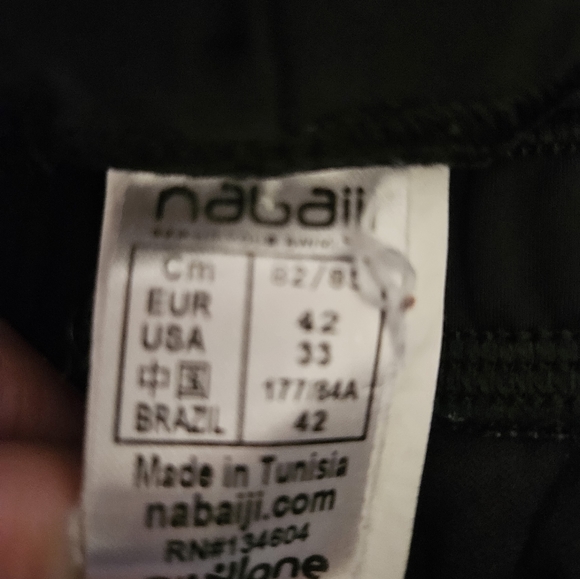 nabaiji
Cm
EUR 42
USA 33
中国 177/84A
BRAZIL 42
Made in Tunisia
nabaiji.com
RN#134604